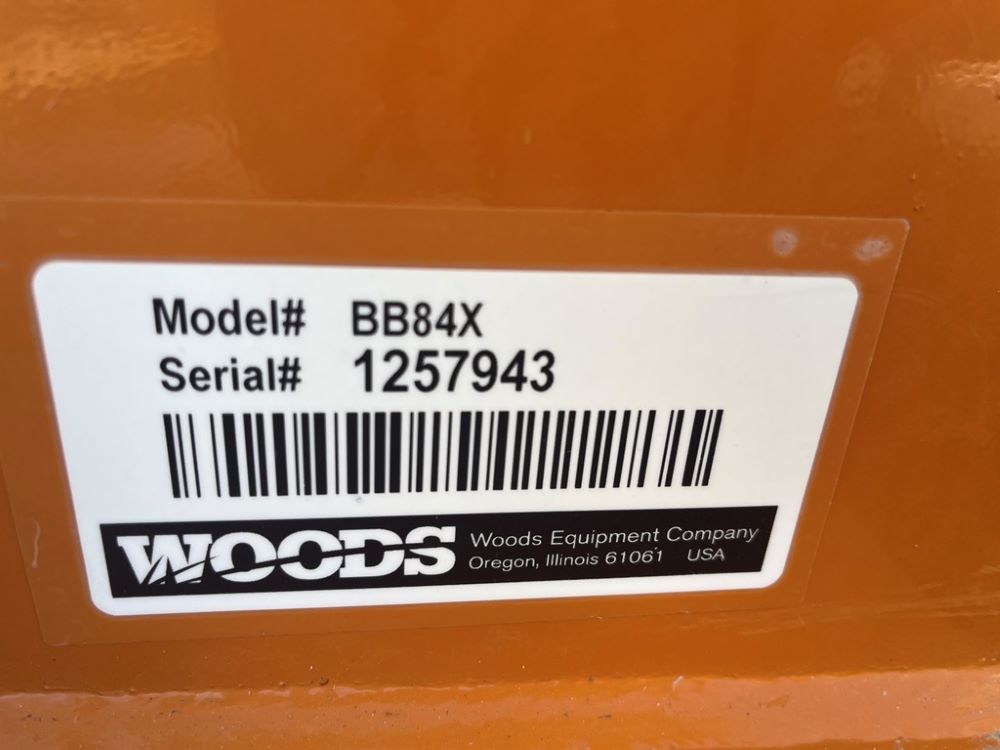 Model# BB84X
Serial# 1257943
WOODS
Woods Equipment Company
Oregon, Illinois 61061 USA